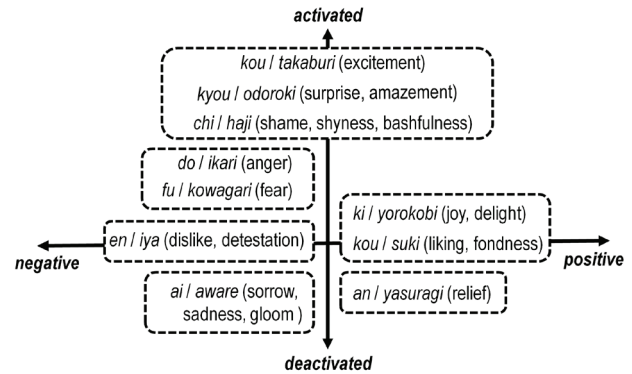 activated
kou / takaburi (excitement)
kyou / odoroki (surprise, amazement)
chi / haji (shame, shyness, bashfulness)
do / ikari (anger)
fu / kowagari (fear)
ki / yorokobi (joy, delight)
en / iya (dislike, detestation)
kou / suki (liking, fondness)
negative
positive
ai / aware (sorrow,
sadness, gloom )
an / yasuragi (relief)
deactivated